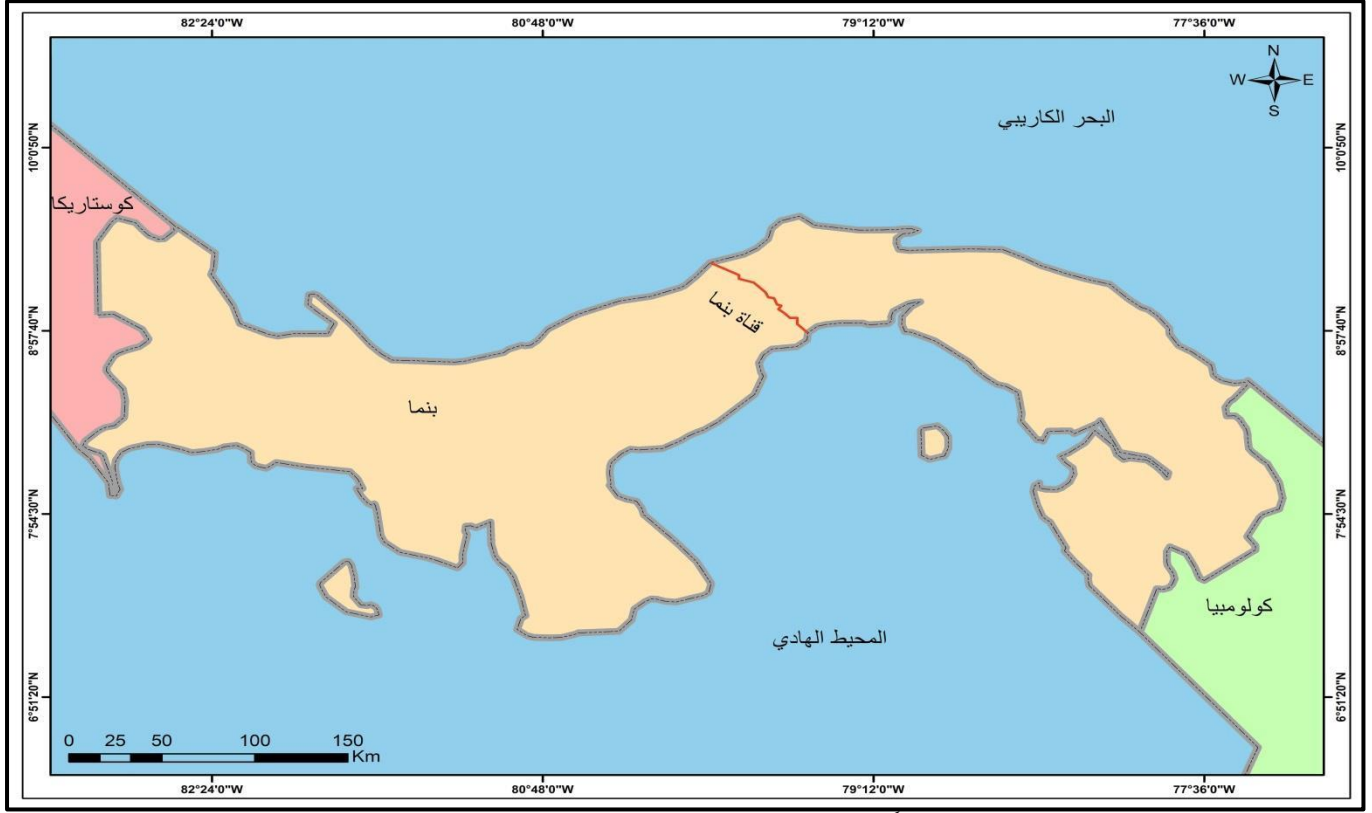 82°24'0"W 80°48'0"W 79°12'0"W 77°36'0"W
N
W E
S
البحر الكاريبي
10°0'50"N 10°0'50"N
كوستاريكا
قناة بنما
8°57'40"N 8°57'40"N
بنما
7°54'30"N 7°54'30"N
كولومبيا
المحيط الهادي
6°51'20"N 6°51'20"N
0 25 50 100 150
Km
82°24'0"W 80°48'0"W 79°12'0"W 77°36'0"W